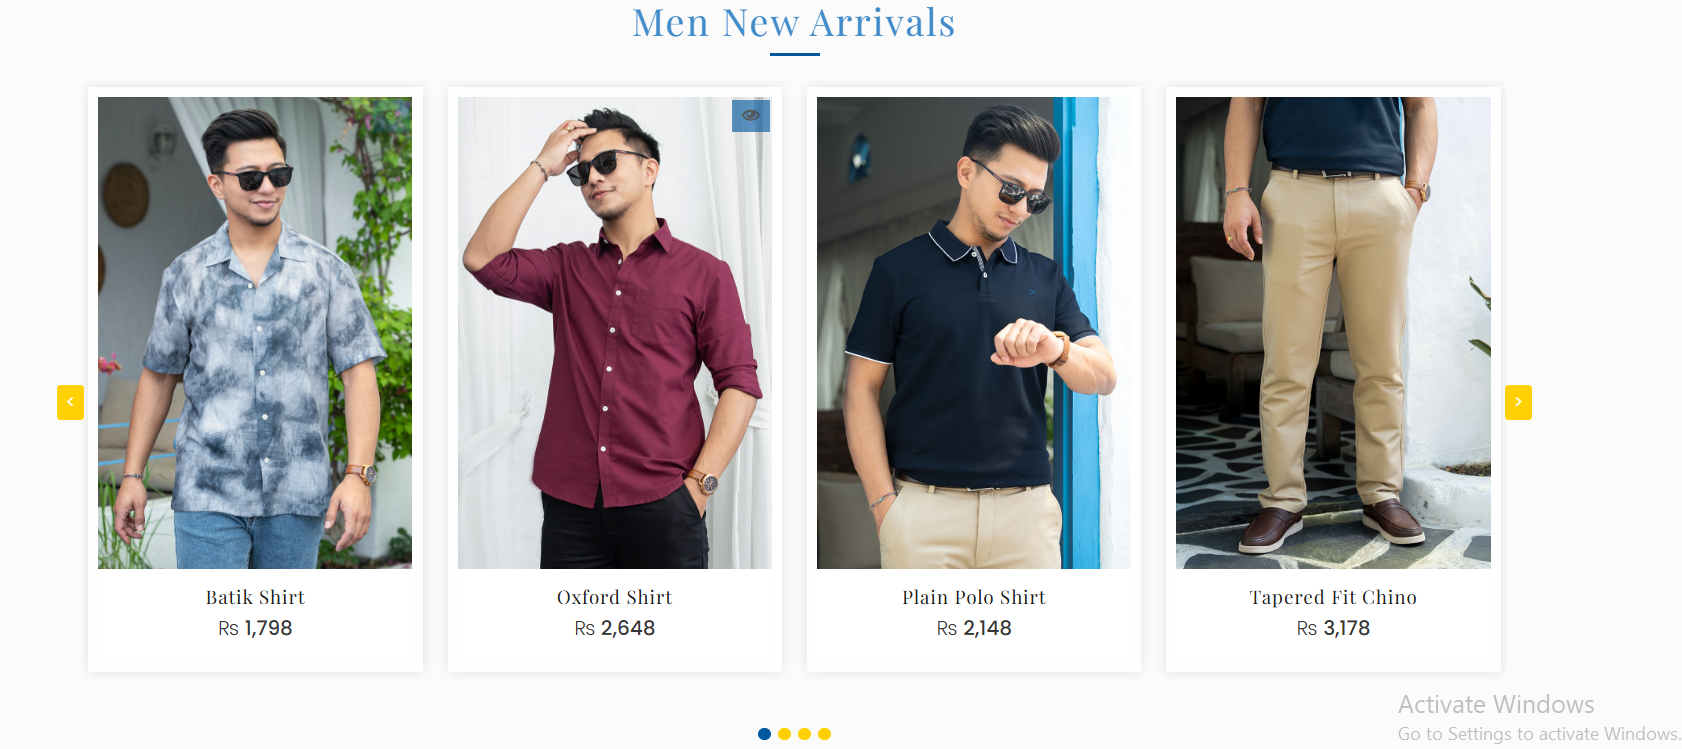 Men New Arrivals
Batik Shirt
Rs 1,798
Oxford Shirt
Rs 2,648
Plain Polo Shirt
Rs 2,148
Tapered Fit Chino
Rs 3,178
Activate Windows
Go to Settings to activate Windows.